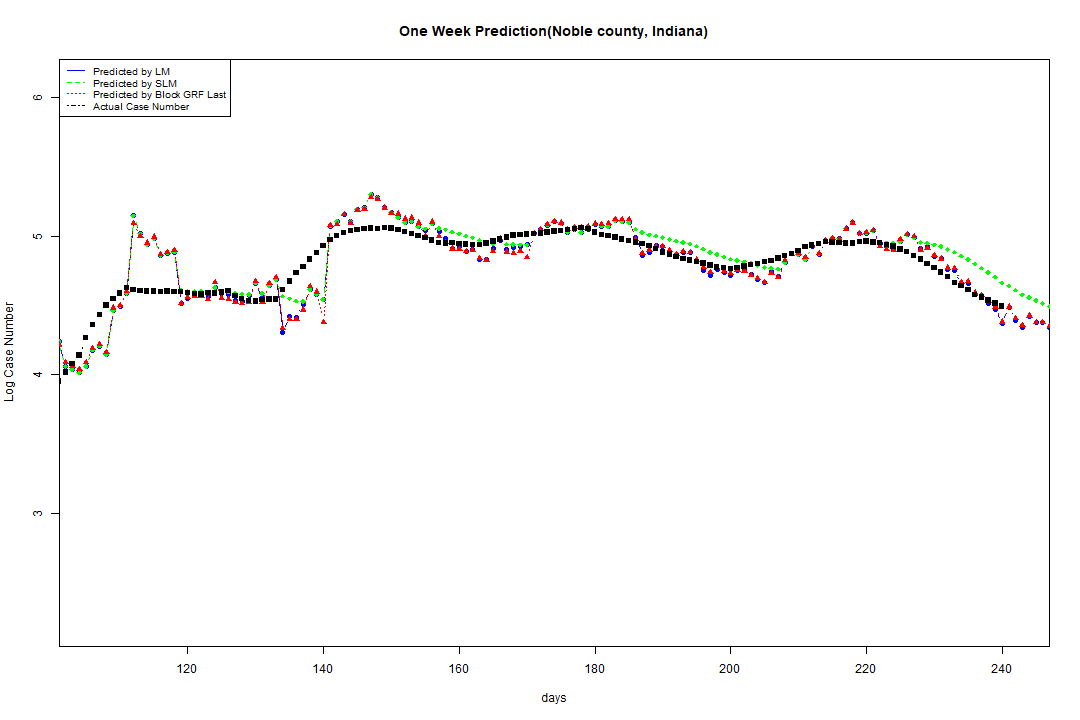 One Week Prediction(Noble county, Indiana)
Predicted by LM
Predicted by SLM
Predicted by Block GRF Last
Actual Case Number
6
5
4
3
Log Case Number
120 140 160 180 200 220 240
days